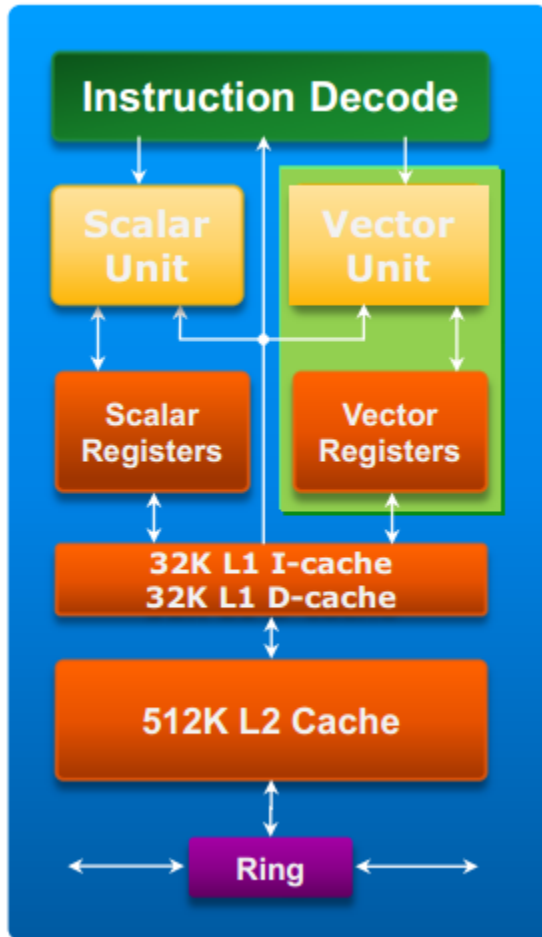 Instruction Decode
Scalar
Unit
Vector
Unit
Scalar
Registers
Vector
Registers
32K L1 I-cache
32K L1 D-cache
512K L2 Cache
Ring